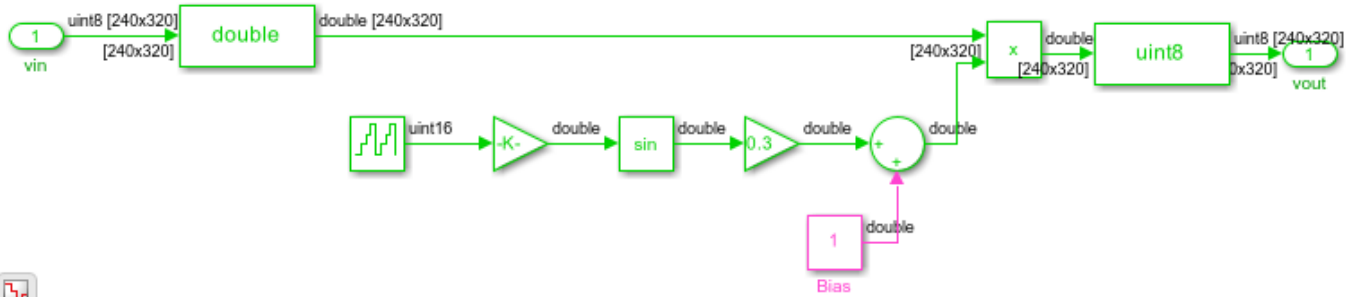 uint8 [240x320]
double [240x320]
1
[240x320]
vin
double
[240x320]
x
double
[240x320]
uint8
uint8 [240x320]
0x320]
1
vout
uint16
-K-
double
sin
double
0.3
double
+
+
double
1
double
Bias